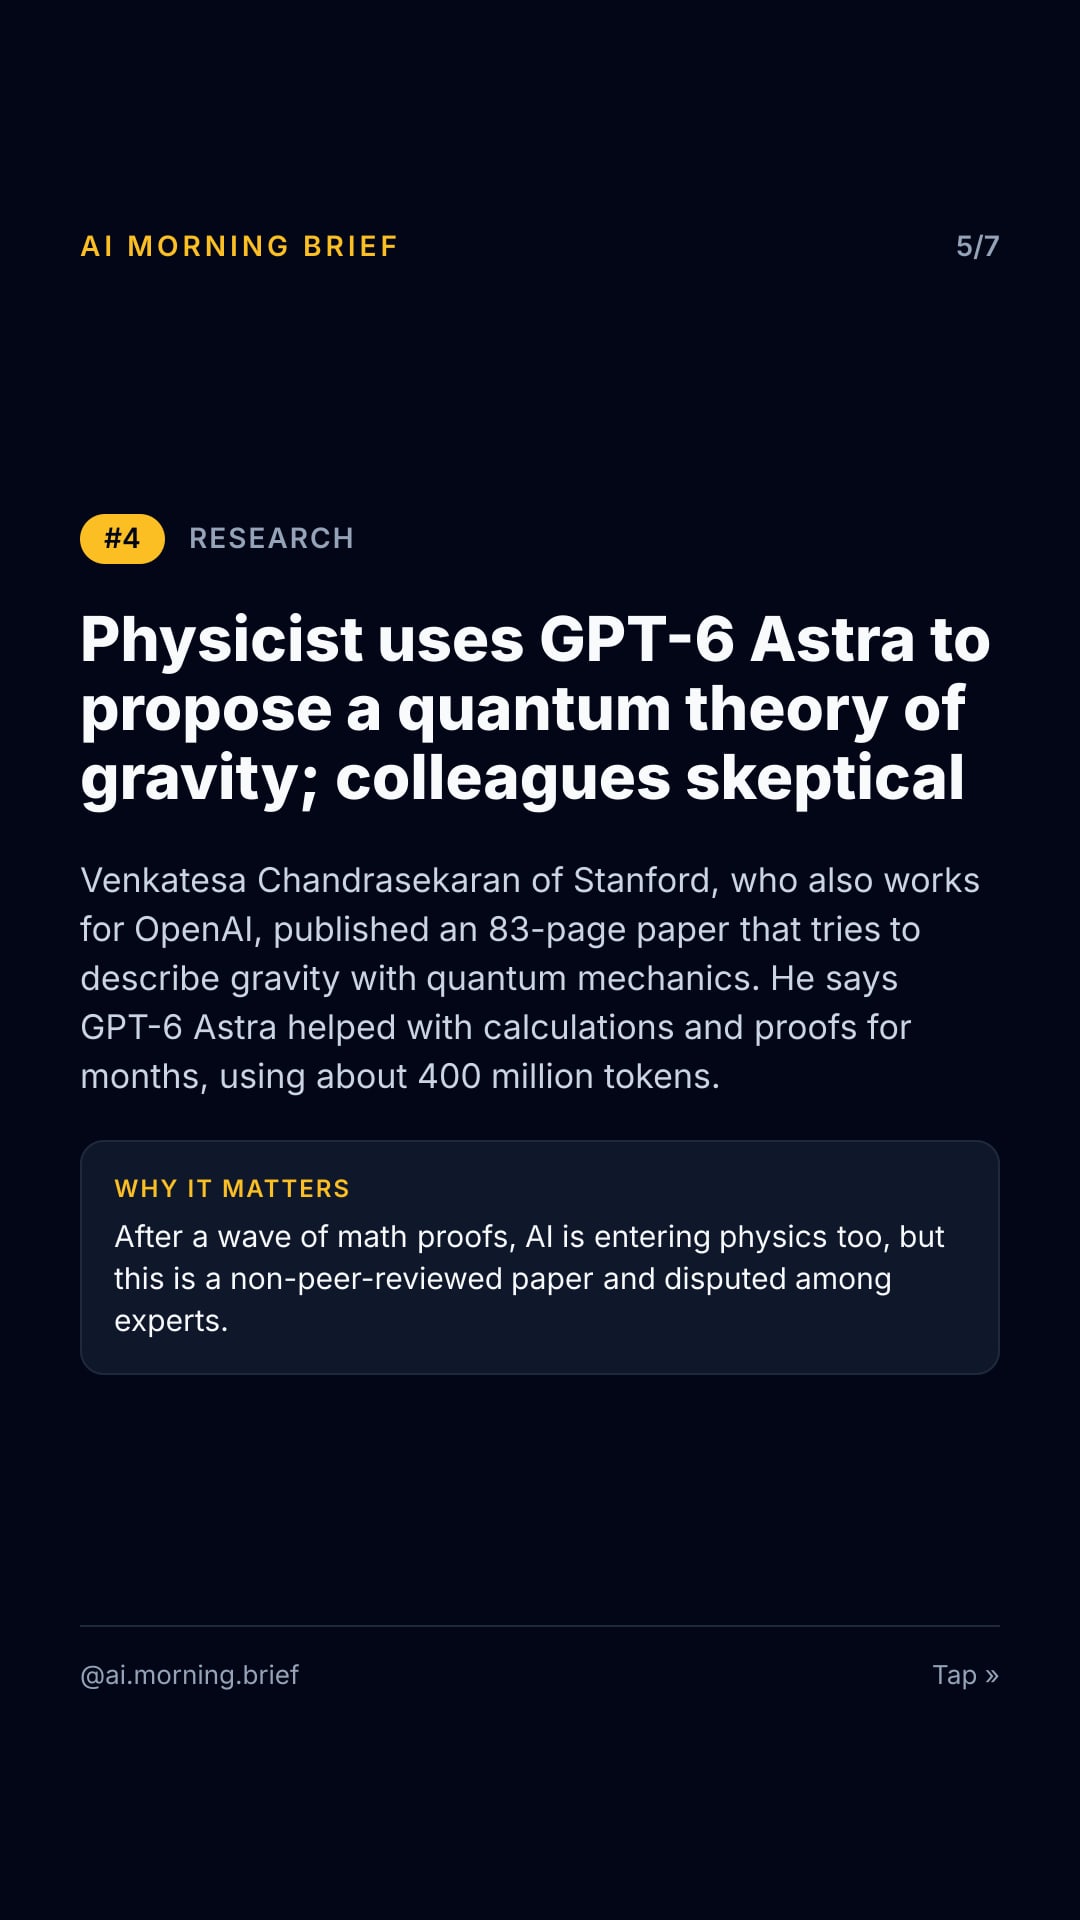 AI MORNING BRIEF
5/7
#4 RESEARCH
Physicist uses GPT-6 Astra to
propose a quantum theory of
gravity; colleagues skeptical
Venkatesa Chandrasekaran of Stanford, who also works
for OpenAI, published an 83-page paper that tries to
describe gravity with quantum mechanics. He says
GPT-6 Astra helped with calculations and proofs for
months, using about 400 million tokens.
WHY IT MATTERS
After a wave of math proofs, AI is entering physics too, but
this is a non-peer-reviewed paper and disputed among
experts.
@ai.morning.brief
Tap »